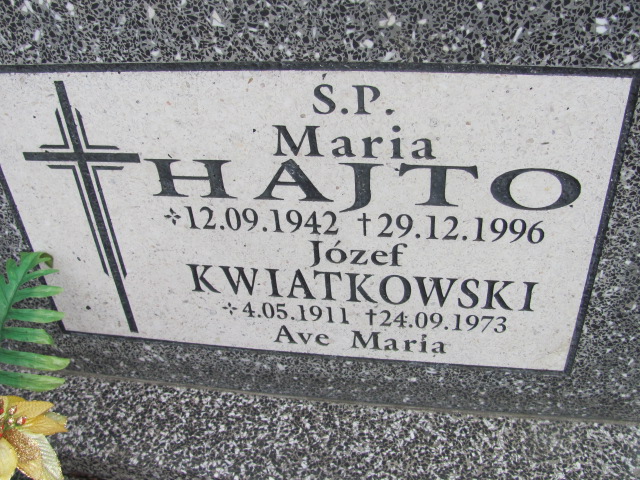 Ś.P.
Maria
HAJTO
✢12.09.1942 †29.12.1996
Józef
KWIATKOWSKI
✢4.05.1911 †24.09.1973
Ave Maria